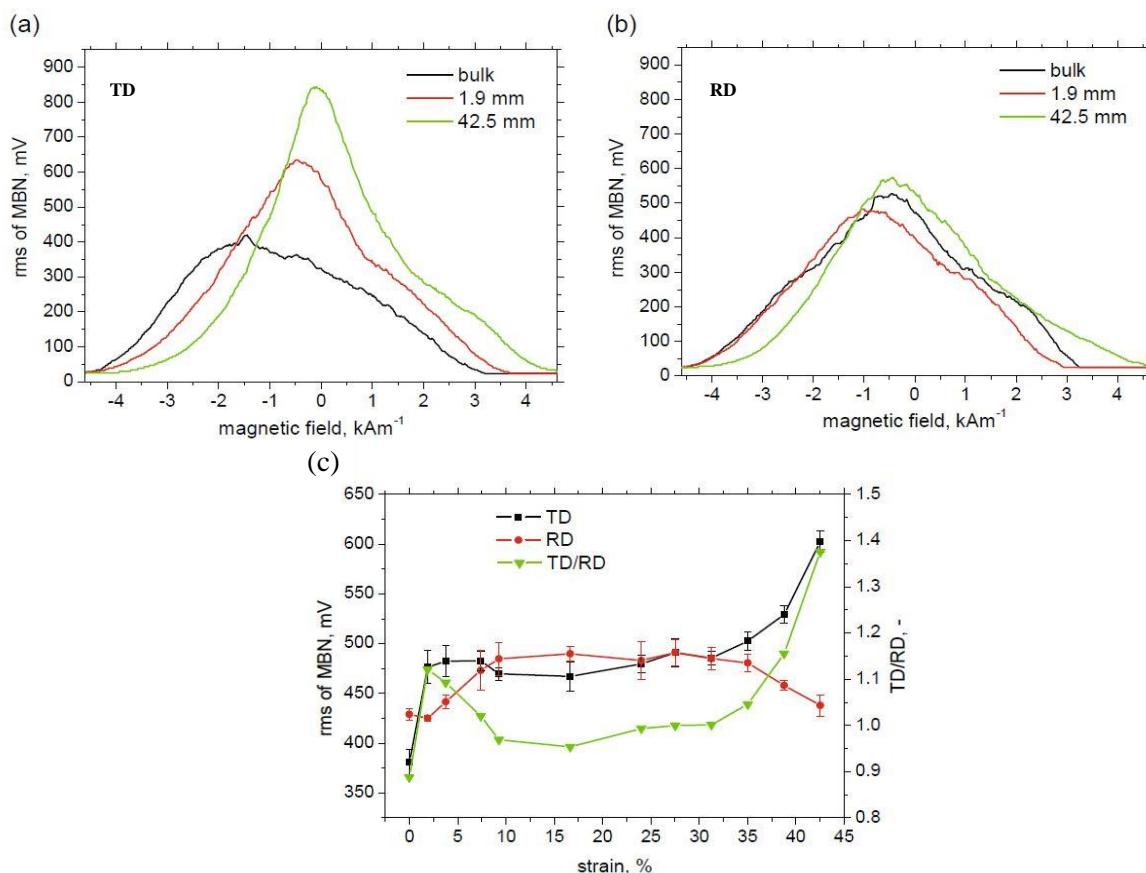 (a)
TD
bulk
1.9 mm
42.5 mm
900
800
700
600
500
400
300
200
100
0
rms of MBN, mV
-4 -3 -2 -1 0 1 2 3 4
magnetic field, kAm⁻¹
(b)
RD
bulk
1.9 mm
42.5 mm
900
800
700
600
500
400
300
200
100
0
rms of MBN, mV
-4 -3 -2 -1 0 1 2 3 4
magnetic field, kAm⁻¹
(c)
TD
RD
TD/RD
650
600
550
500
450
400
350
rms of MBN, mV
1.5
1.4
1.3
1.2
1.1
1.0
0.9
0.8
TD/RD, -
0 5 10 15 20 25 30 35 40 45
strain, %